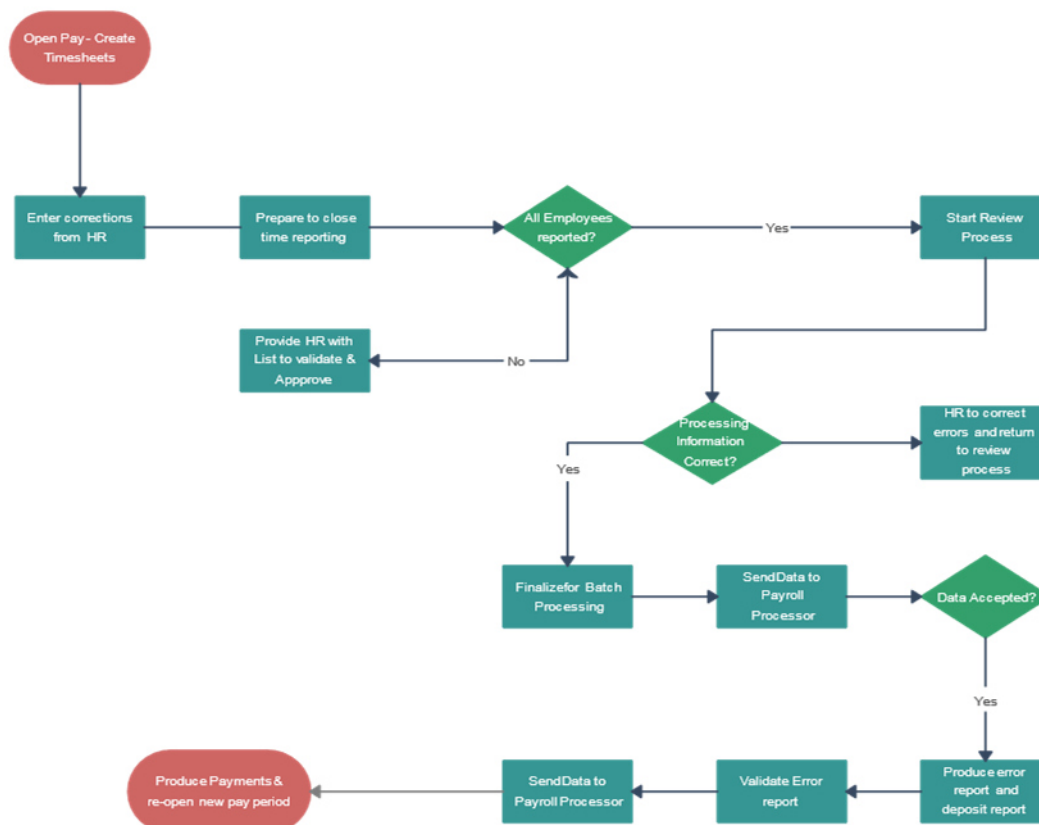 Open Pay - Create
Timesheets
Enter corrections
from HR
Prepare to close
time reporting
All Employees
reported?
Yes
Start Review
Process
Provide HR with
List to validate &
Appprove
No
Processing
Information
Correct?
HR to correct
errors and return
to review
process
Yes
Finalizefor Batch
Processing
SendData to
Payroll
Processor
Data Accepted?
Yes
Produce Payments &
re-open new pay period
SendData to
Payroll Processor
Validate Error
report
Produce error
report and
deposit report